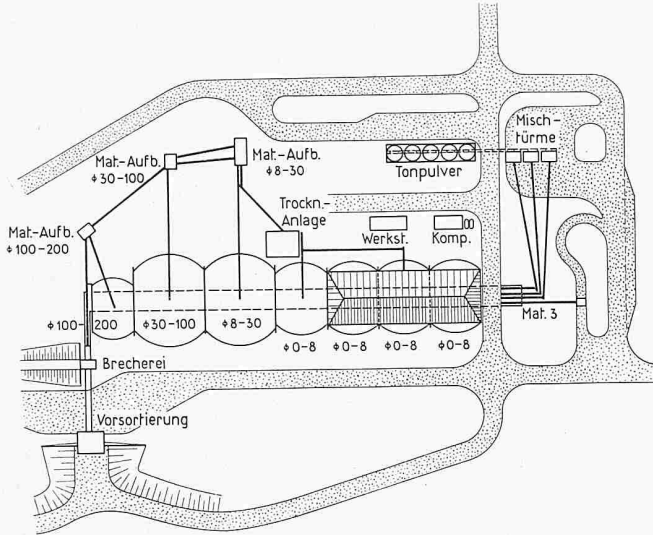 Misch-
türme
Mat.-Aufb.
ϕ 30-100
Mat.-Aufb.
ϕ 8-30
Tonpulver
Trockn.-
Anlage
Mat.-Aufb.
ϕ 100-200
Werkst.
Komp.
ϕ 100-200
ϕ 30-100
ϕ 8-30
Mat. 3
ϕ 0-8
ϕ 0-8
ϕ 0-8
ϕ 0-8
Brecherei
Vorsortierung